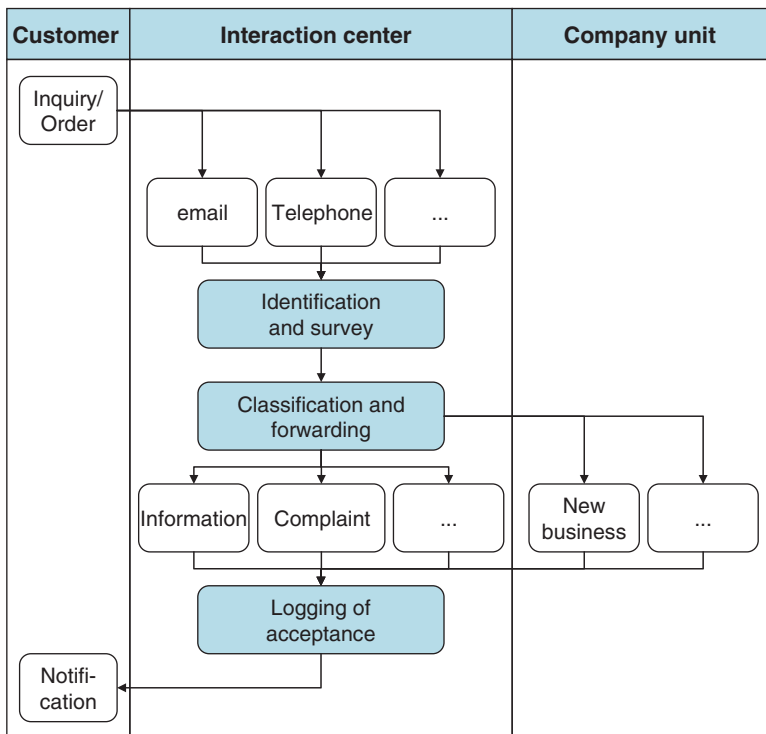 Customer
Interaction center
Company unit
Inquiry/
Order
email
Telephone
...
Identification
and survey
Classification and
forwarding
Information
Complaint
...
New
business
...
Logging of
acceptance
Notifi-
cation